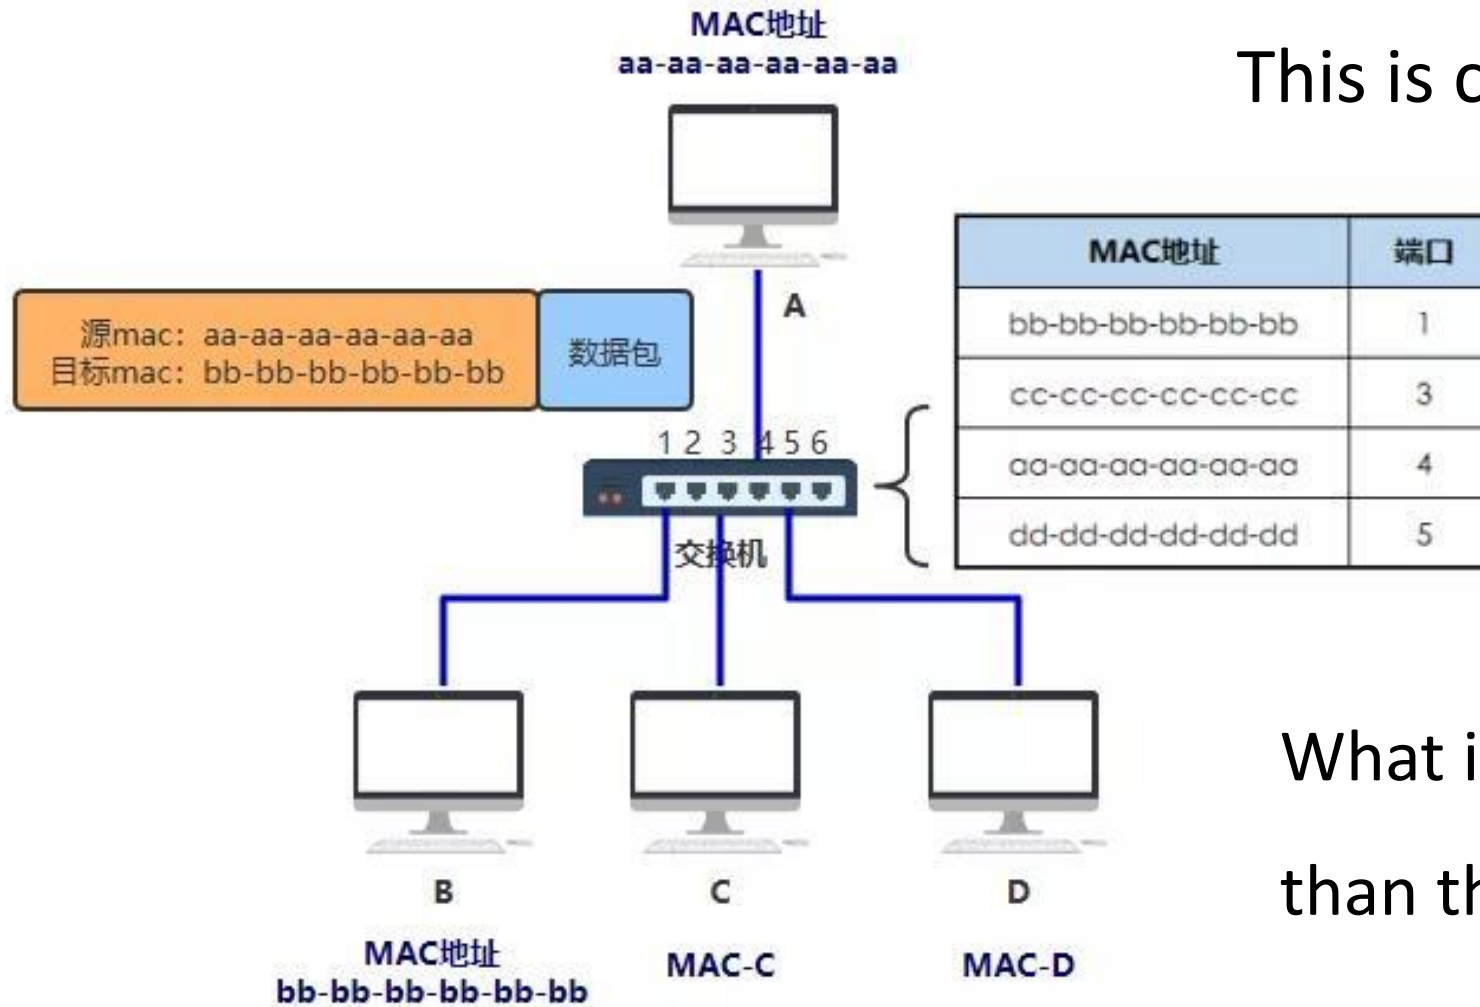 MAC地址
aa-aa-aa-aa-aa-aa
This is
A
源mac：aa-aa-aa-aa-aa-aa
目标mac：bb-bb-bb-bb-bb-bb
数据包
MAC地址 端口
bb-bb-bb-bb-bb-bb 1
cc-cc-cc-cc-cc-cc 3
aa-aa-aa-aa-aa-aa 4
dd-dd-dd-dd-dd-dd 5
1 2 3 4 5 6
交换机
What
than
B
C
D
MAC地址
bb-bb-bb-bb-bb-bb
MAC-C
MAC-D